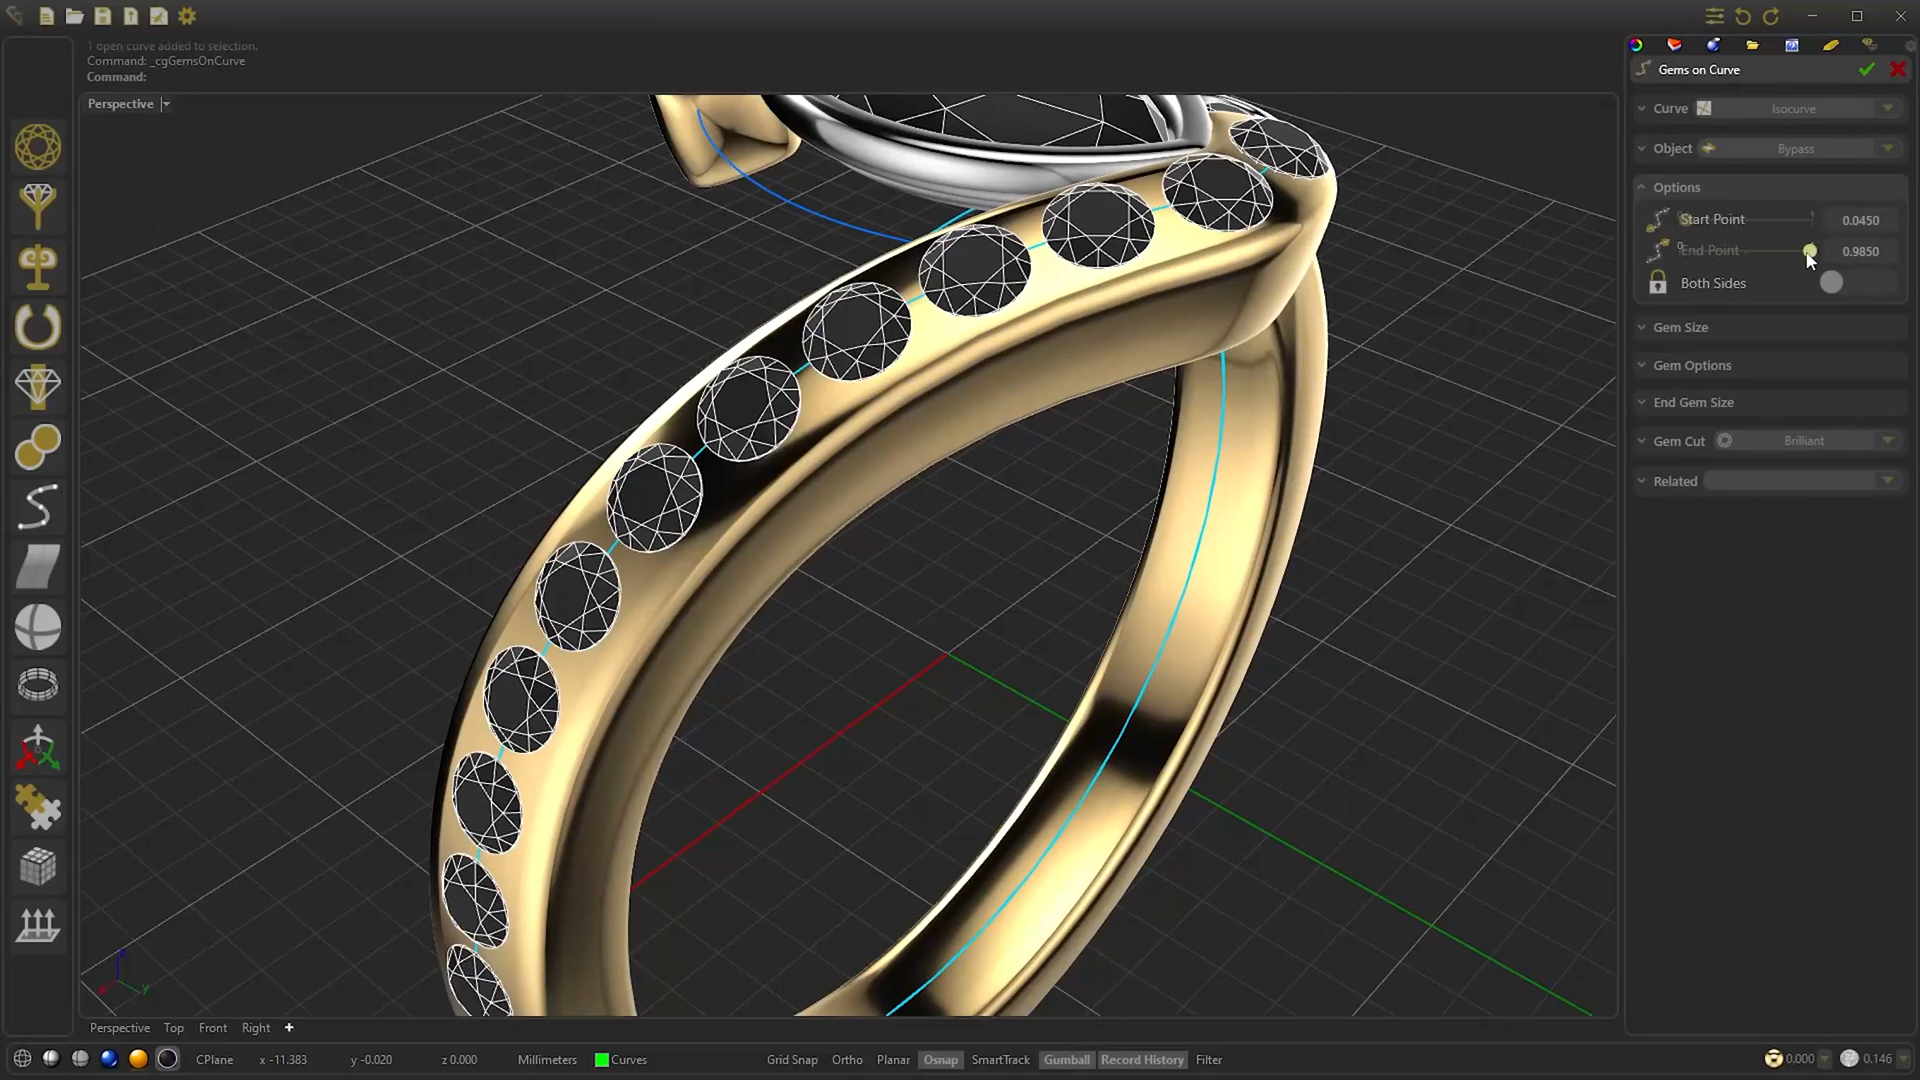 1 open curve added to selection.
Command: _cgGemsOnCurve
Command:
Perspective
Gems on Curve
Curve Isocurve
Object Bypass
Options
Start Point 0.0450
0 End Point 0.9850
Both Sides
Gem Size
Gem Options
End Gem Size
Gem Cut Brilliant
Related
z
x
y
Perspective Top Front Right
CPlane x -11.383 y -0.020 z 0.000 Millimeters Curves Grid Snap Ortho Planar Osnap SmartTrack Gumball Record History Filter 0.000 0.146